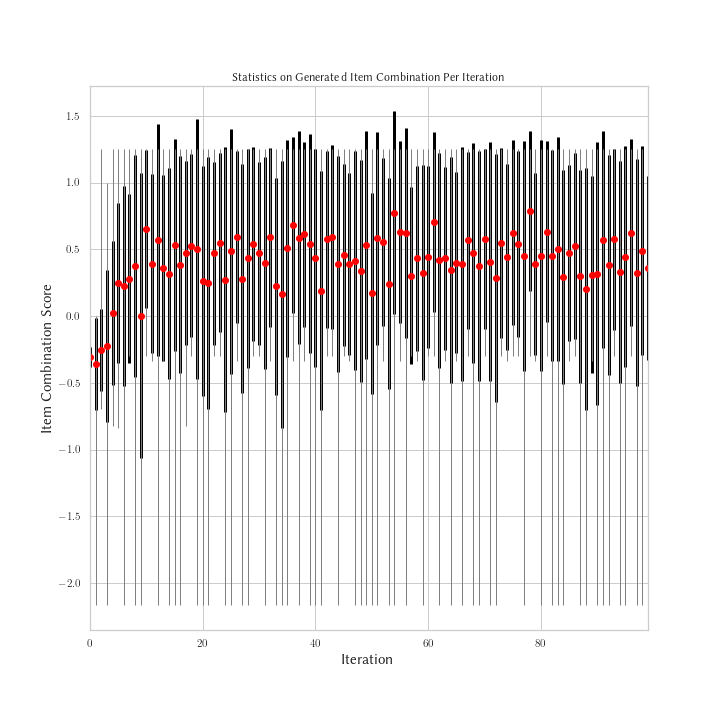 Statistics on Generated Item Combination Per Iteration
1.5
1.0
0.5
0.0
−0.5
−1.0
−1.5
−2.0
Item Combination Score
0 20 40 60 80
Iteration